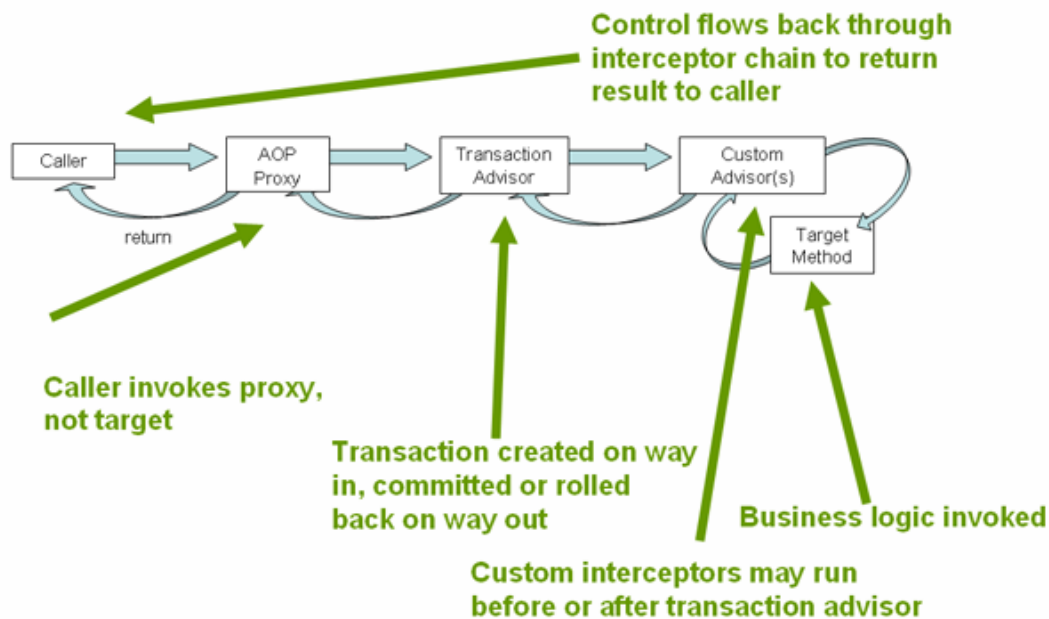 Control flows back through
interceptor chain to return
result to caller
Caller
AOP
Proxy
Transaction
Advisor
Custom
Advisor(s)
return
Target
Method
Caller invokes proxy,
not target
Transaction created on way
in, committed or rolled
back on way out
Business logic invoked
Custom interceptors may run
before or after transaction advisor